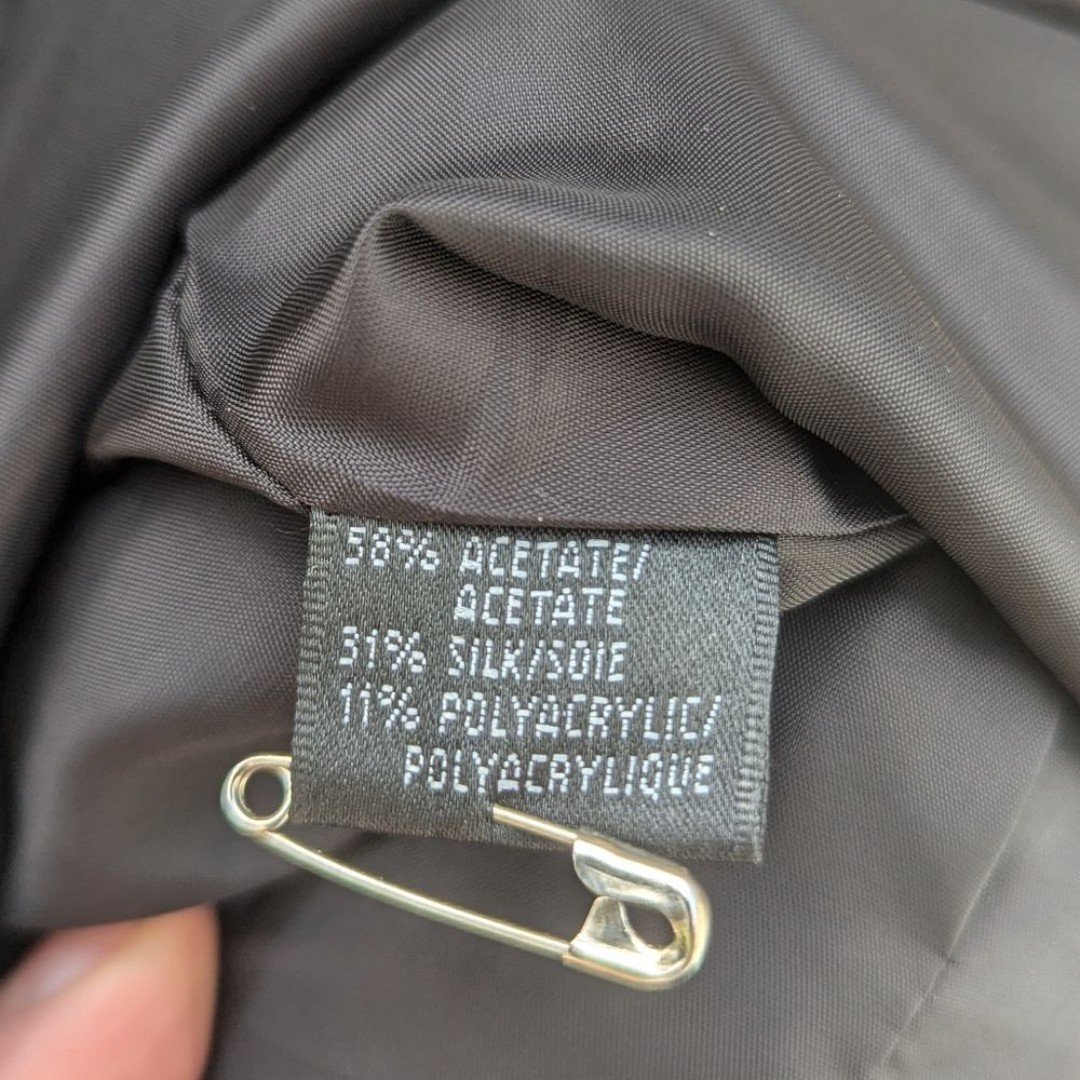 58% ACETATE/
ACETATE
31% SILK/SOIE
11% POLYACRYLIC/
POLYACRYLIQUE